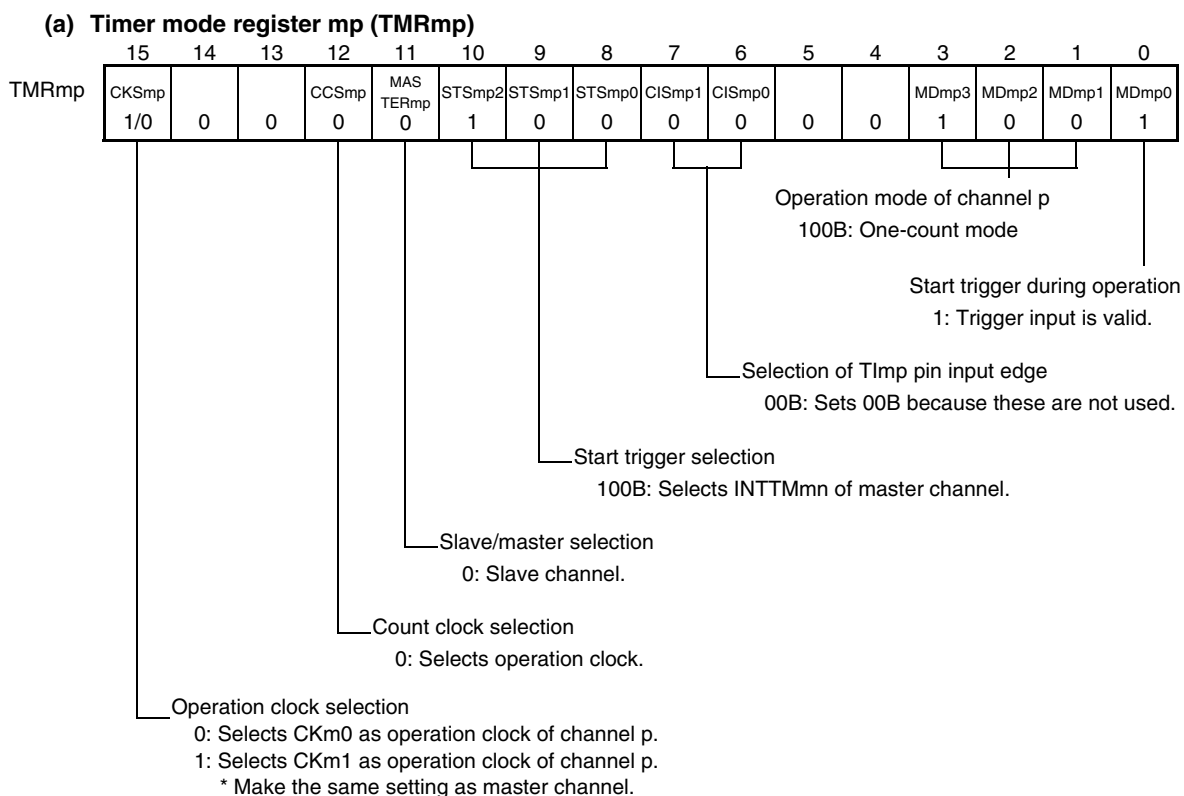 (a) Timer mode register mp (TMRmp)
15 14 13 12 11 10 9 8 7 6 5 4 3 2 1 0
TMRmp CKSmp CCSmp MAS TERmp STSmp2 STSmp1 STSmp0 CISmp1 CISmp0 MDmp3 MDmp2 MDmp1 MDmp0
1/0 0 0 0 0 1 0 0 0 0 0 0 1 0 0 1
Operation mode of channel p
100B: One-count mode
Start trigger during operation
1: Trigger input is valid.
Selection of TImp pin input edge
00B: Sets 00B because these are not used.
Start trigger selection
100B: Selects INTTMmn of master channel.
Slave/master selection
0: Slave channel.
Count clock selection
0: Selects operation clock.
Operation clock selection
0: Selects CKm0 as operation clock of channel p.
1: Selects CKm1 as operation clock of channel p.
* Make the same setting as master channel.